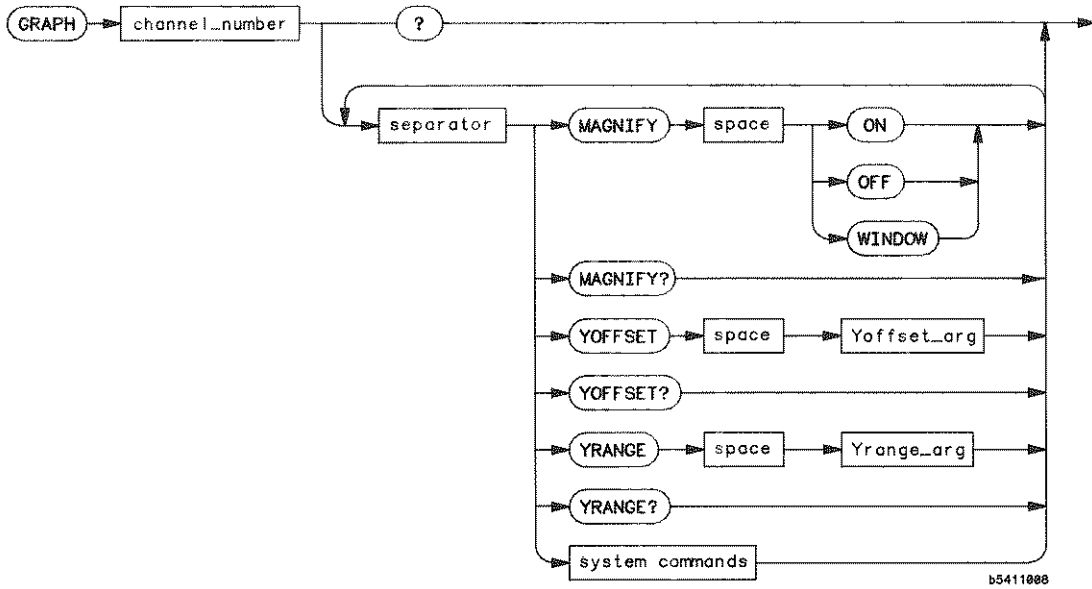 GRAPH channel_number ?
separator MAGNIFY space ON
OFF
WINDOW
MAGNIFY?
YOFFSET space Yoffset_arg
YOFFSET?
YRANGE space Yrange_arg
YRANGE?
system commands
b5411008